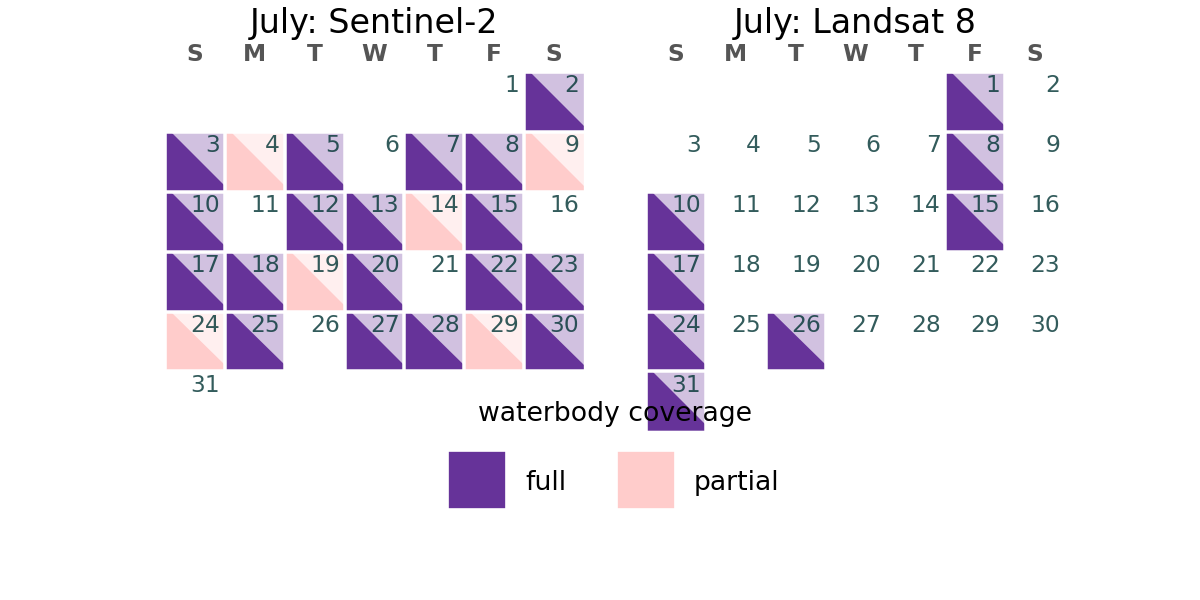 July: Sentinel-2
S M T W T F S
1 2
3 4 5 6 7 8 9
10 11 12 13 14 15 16
17 18 19 20 21 22 23
24 25 26 27 28 29 30
31
July: Landsat 8
S M T W T F S
1 2
3 4 5 6 7 8 9
10 11 12 13 14 15 16
17 18 19 20 21 22 23
24 25 26 27 28 29 30
31
waterbody coverage
full
partial